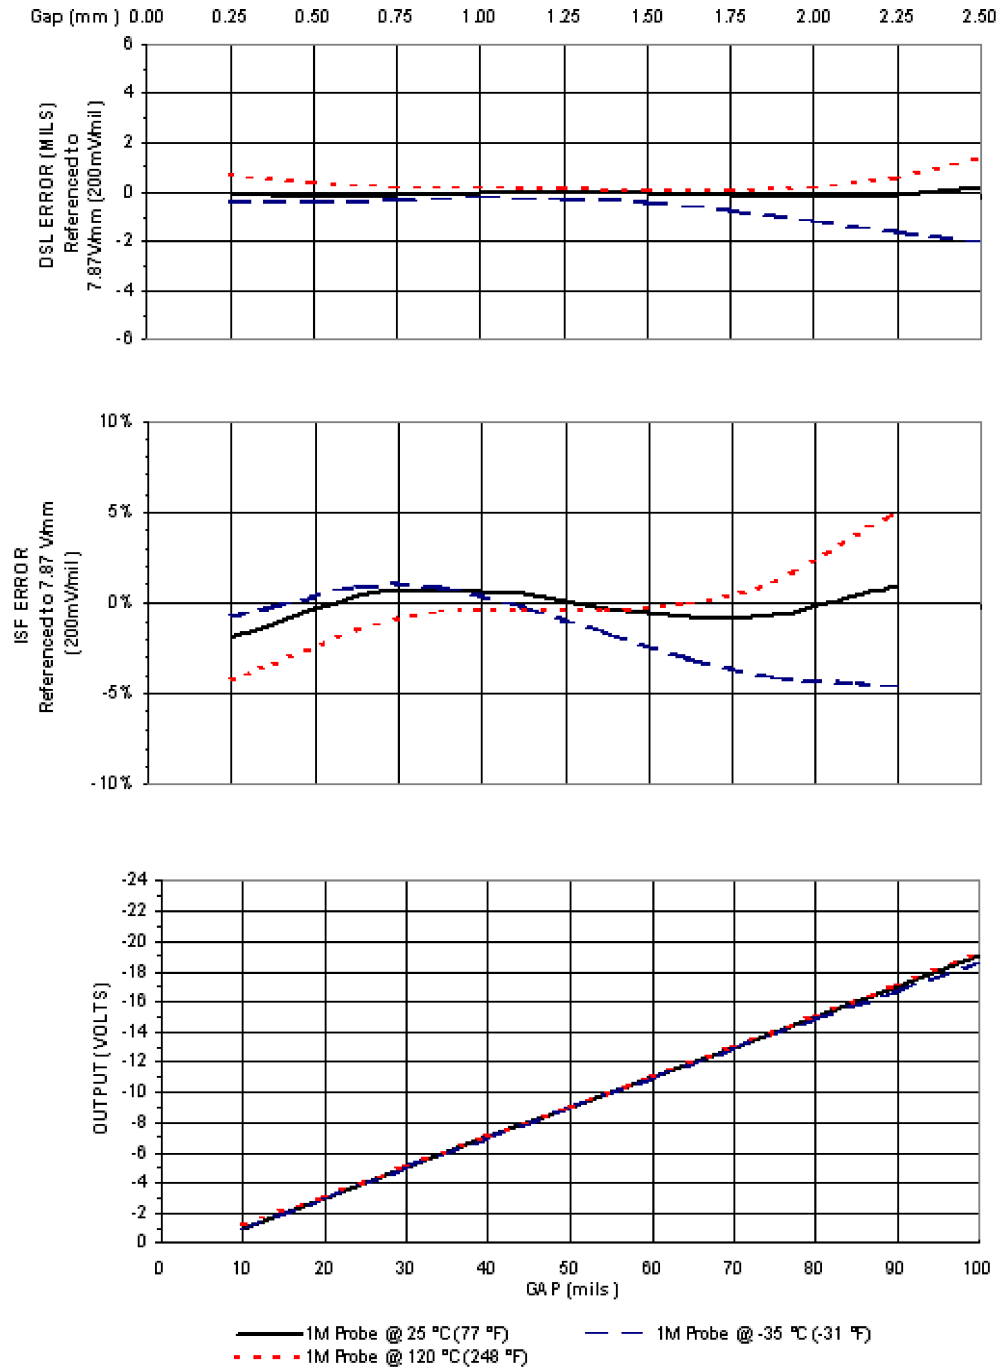 Gap (mm) 0.00 0.25 0.50 0.75 1.00 1.25 1.50 1.75 2.00 2.25 2.50
6
4
2
0
-2
-4
-6
DSL ERROR (MILS)
Referenced to
7.87V/mm (200mV/mil)
10%
5%
0%
-5%
-10%
ISF ERROR
Referenced to 7.87 V/mm
(200mV/mil)
-24
-22
-20
-18
-16
-14
-12
-10
-8
-6
-4
-2
0
OUTPUT (VOLTS)
0 10 20 30 40 50 60 70 80 90 100
GAP (mils)
1M Probe @ 25 °C (77 °F)
1M Probe @ -35 °C (-31 °F)
1M Probe @ 120 °C (248 °F)